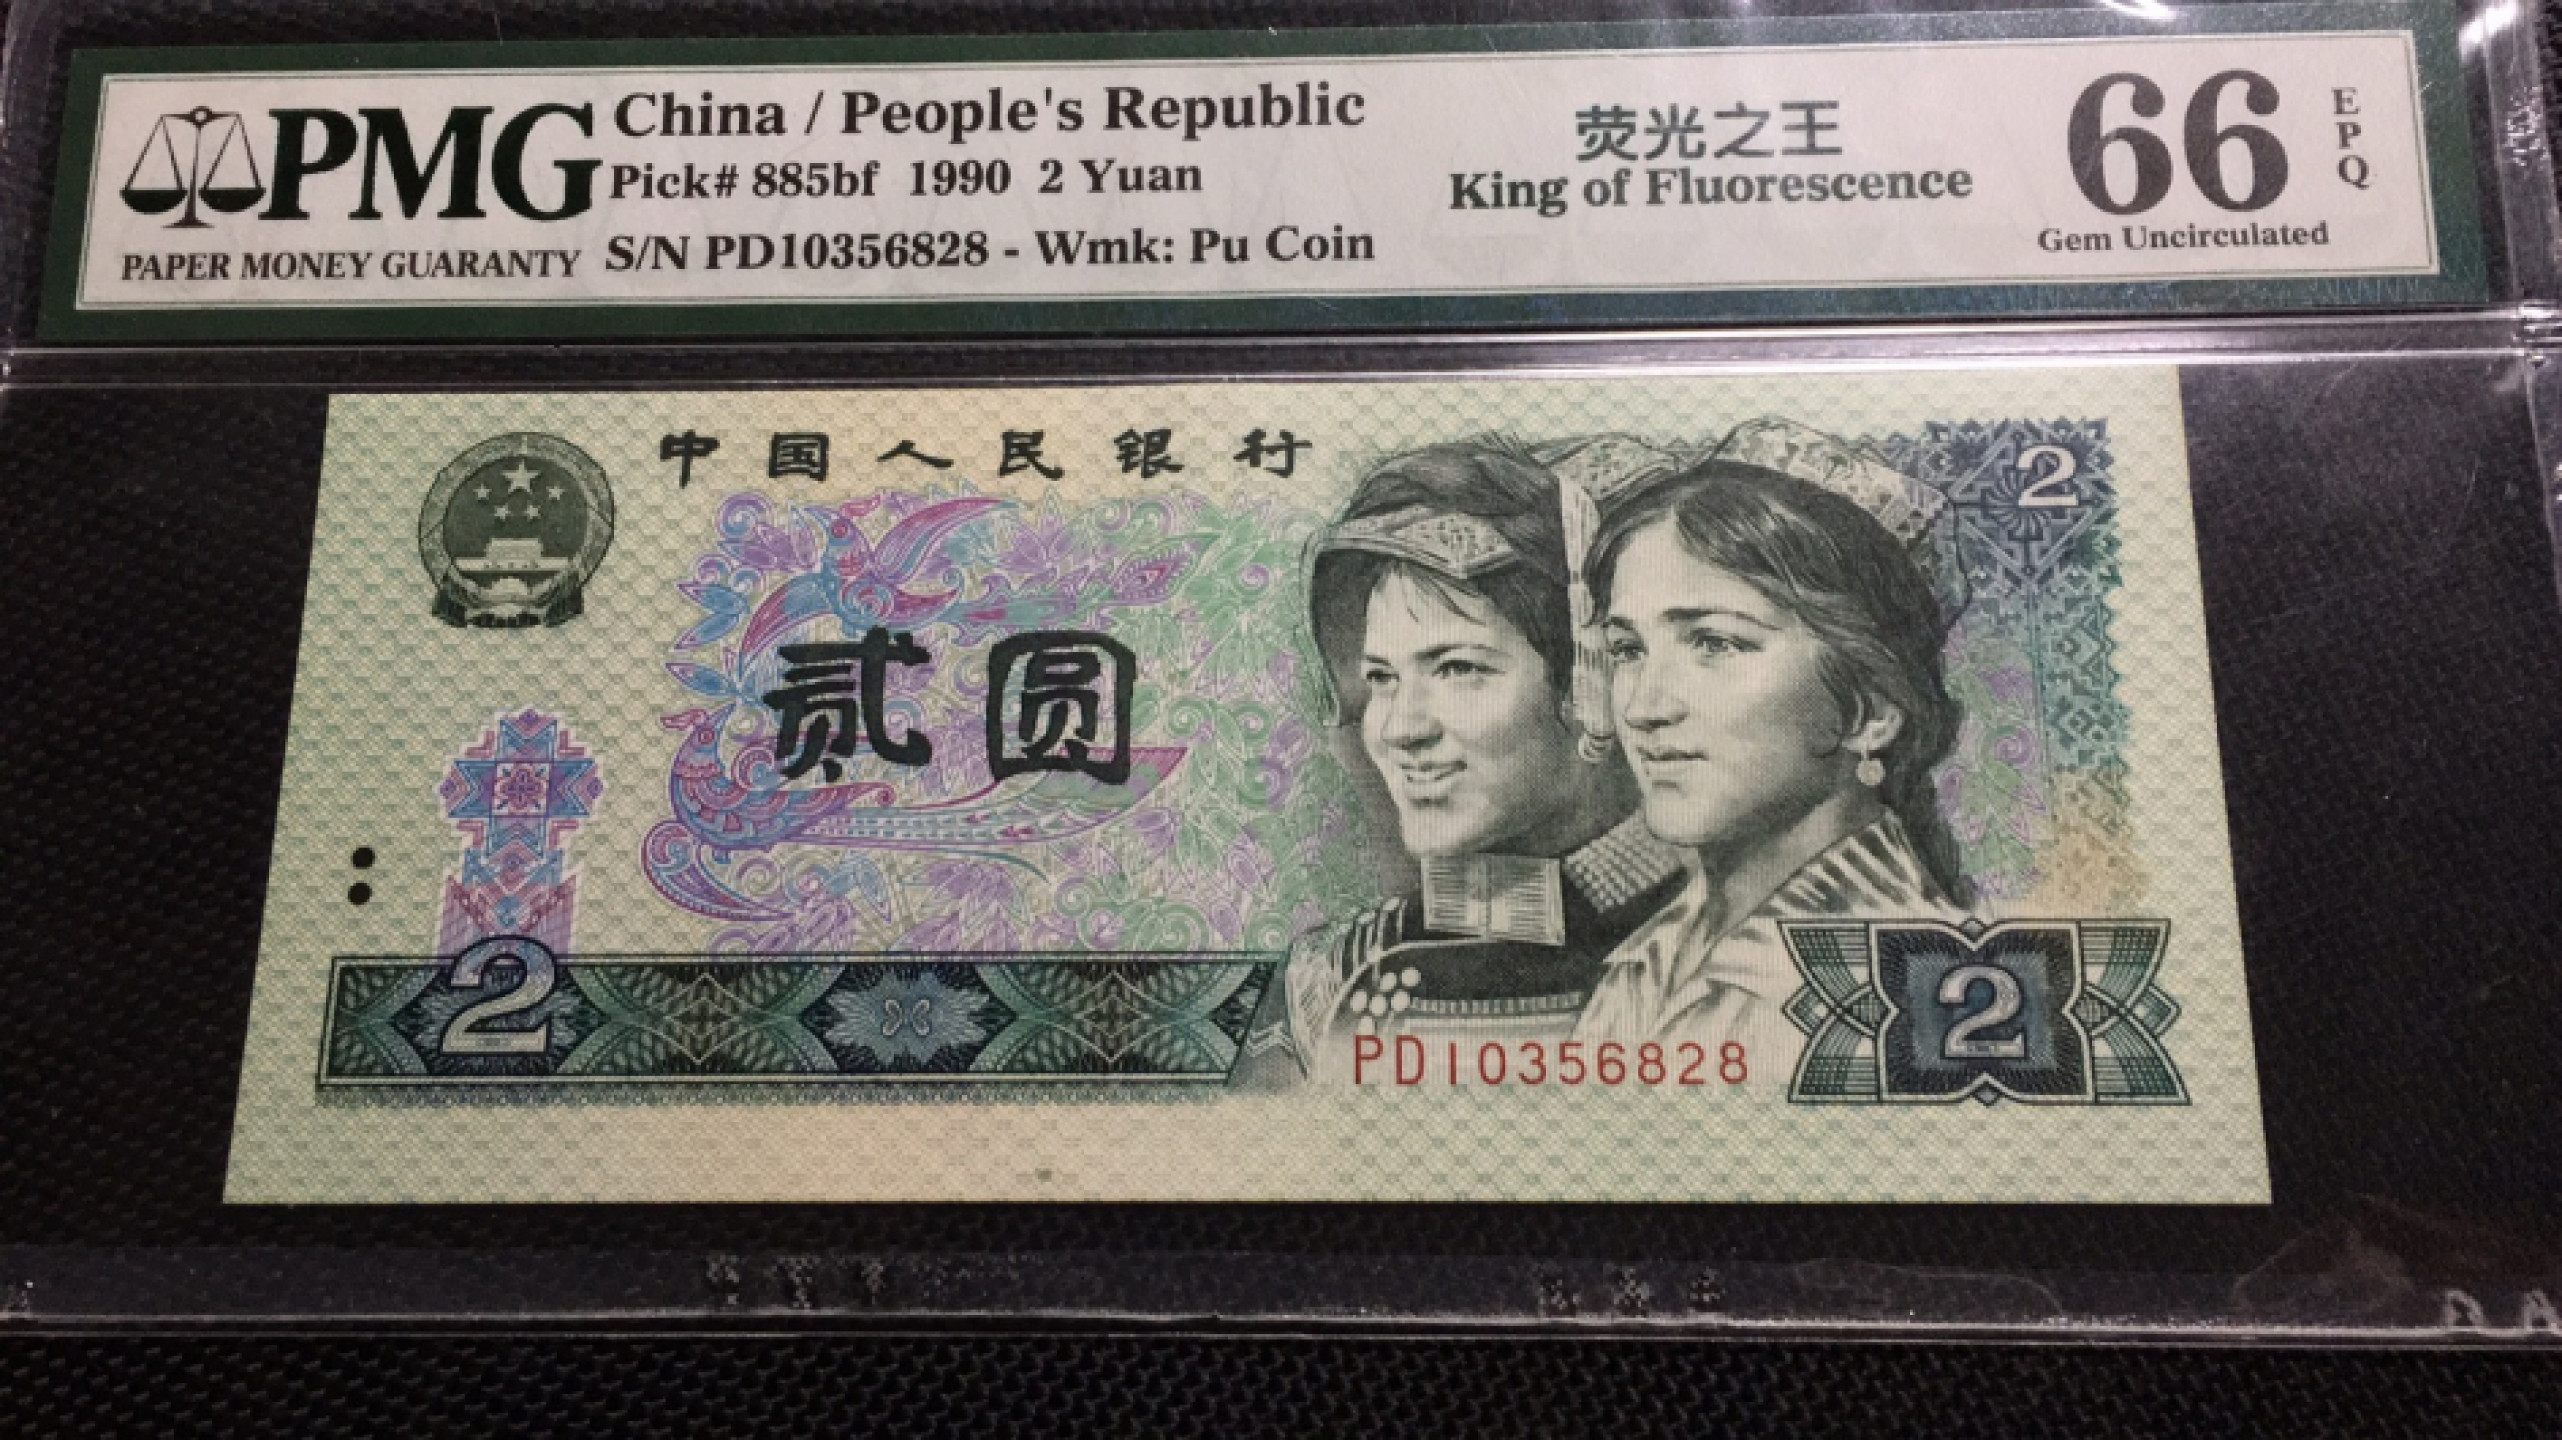 PMG
PAPER MONEY GUARANTY
China / People's Republic
Pick# 885bf 1990 2 Yuan
S/N PD10356828 - Wmk: Pu Coin
荧光之王
King of Fluorescence
66
EPQ
Gem Uncirculated
中国人民银行
2
贰圆
2
PD10356828
2